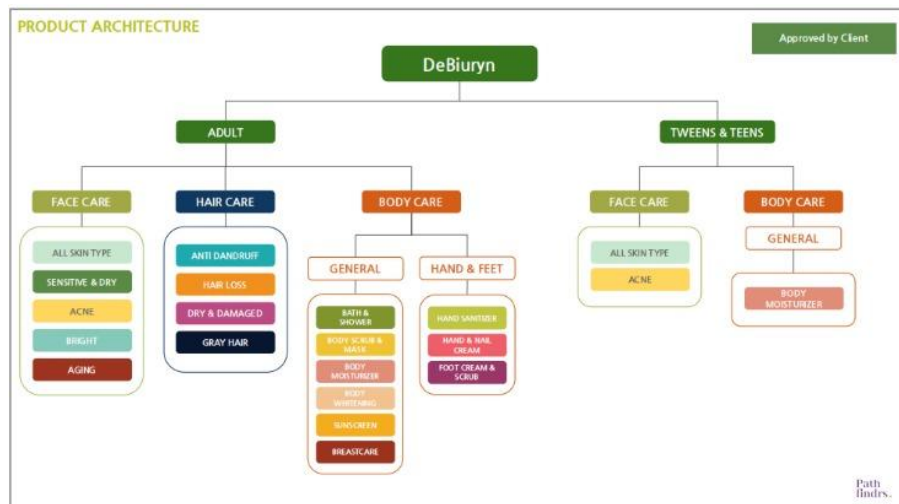 PRODUCT ARCHITECTURE
Approved by Client
DeBiuryn
ADULT
TWEENS & TEENS
FACE CARE
HAIR CARE
BODY CARE
FACE CARE
BODY CARE
ALL SKIN TYPE
SENSITIVE & DRY
ACNE
BRIGHT
AGING
ANTI DANDRUFF
HAIR LOSS
DRY & DAMAGED
GRAY HAIR
GENERAL
BATH &
SHOWER
BODY SCRUB &
MASK
BODY
MOISTURIZER
BODY
WHITENING
SUNSCREEN
BREASTCARE
HAND & FEET
HAND SANITIZER
HAND & NAIL
CREAM
FOOT CREAM &
SCRUB
ALL SKIN TYPE
ACNE
GENERAL
BODY
MOISTURIZER
Path
findrs.